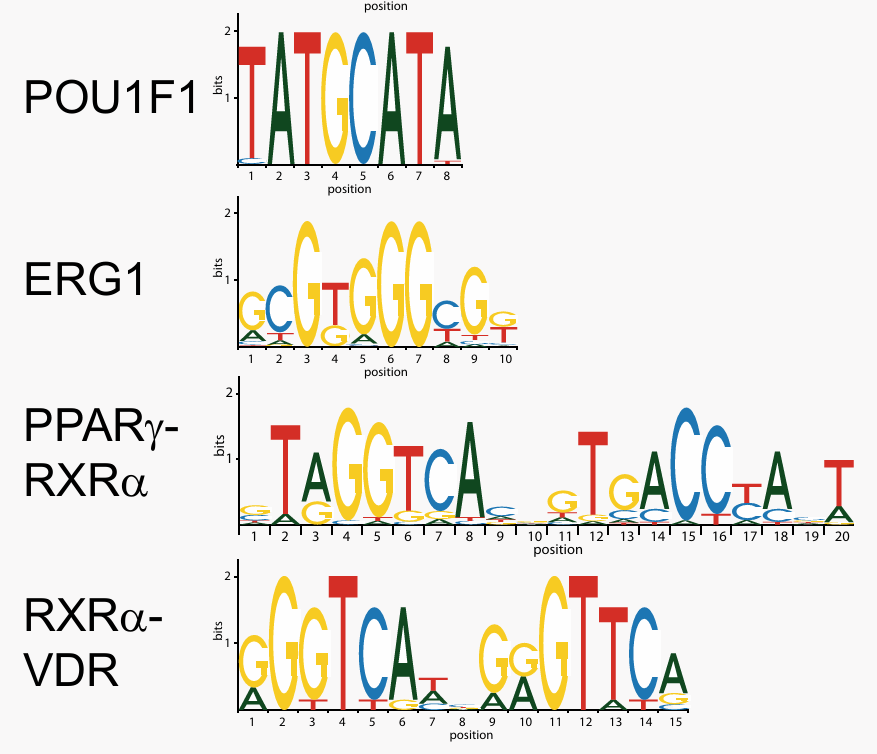 position
POU1F1
bits
2
1
TATGCATA
C
1 2 3 4 5 6 7 8
position
ERG1
bits
2
1
GCGTGGGCGG
1 2 3 4 5 6 7 8 9 10
position
PPARγ-
RXRα
bits
2
1
1 2 3 4 5 6 7 8 9 10 11 12 13 14 15 16 17 18 19 20
position
RXRα-
VDR
bits
2
1
1 2 3 4 5 6 7 8 9 10 11 12 13 14 15
position